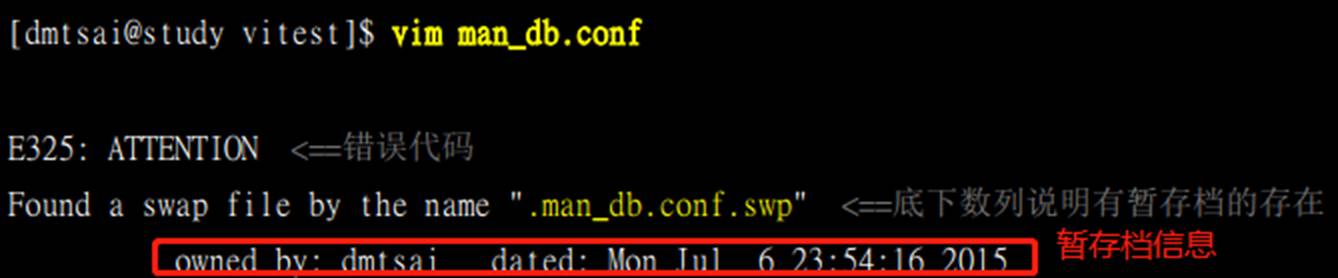 [dmtsai@study vitest]$ vim man_db.conf
E325: ATTENTION <==错误代码
Found a swap file by the name ".man_db.conf.swp" <==底下数列说明有暂存档的存在
owned by: dmtsai dated: Mon Jul 6 23:54:16 2015 暂存档信息